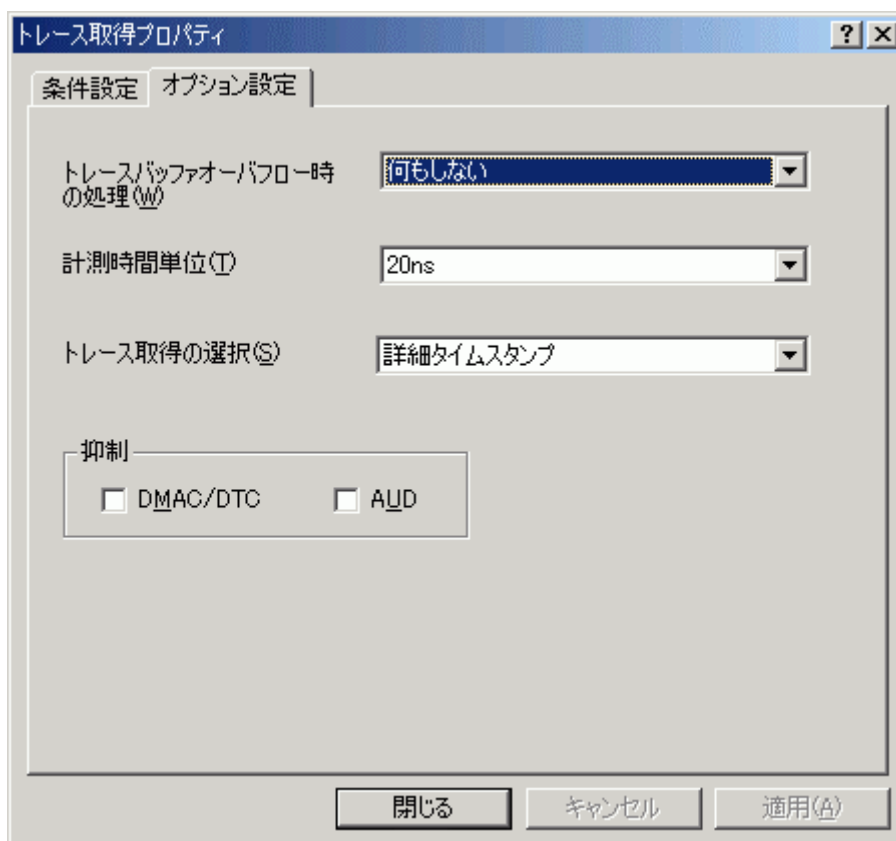 トレース取得プロパティ
条件設定 オプション設定
トレースバッファオーバフロー時
の処理(W)
何もしない
計測時間単位(T) 20ns
トレース取得の選択(S) 詳細タイムスタンプ
抑制
DMAC/DTC AUD
閉じる キャンセル 適用(A)